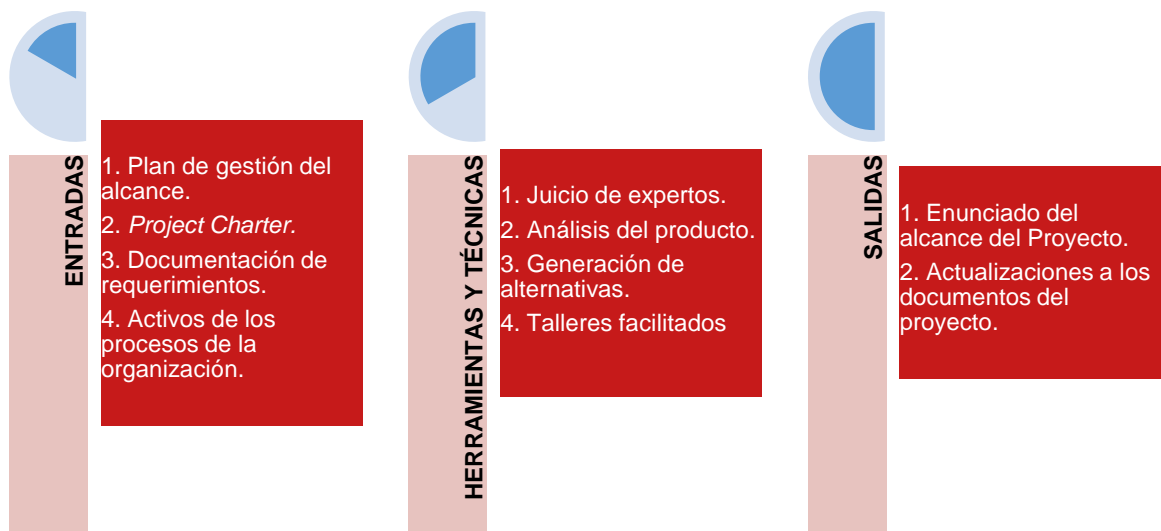 ENTRADAS
1. Plan de gestión del
alcance.
2. Project Charter.
3. Documentación de
requerimientos.
4. Activos de los
procesos de la
organización.
HERRAMIENTAS Y TÉCNICAS
1. Juicio de expertos.
2. Análisis del producto.
3. Generación de
alternativas.
4. Talleres facilitados
SALIDAS
1. Enunciado del
alcance del Proyecto.
2. Actualizaciones a los
documentos del
proyecto.